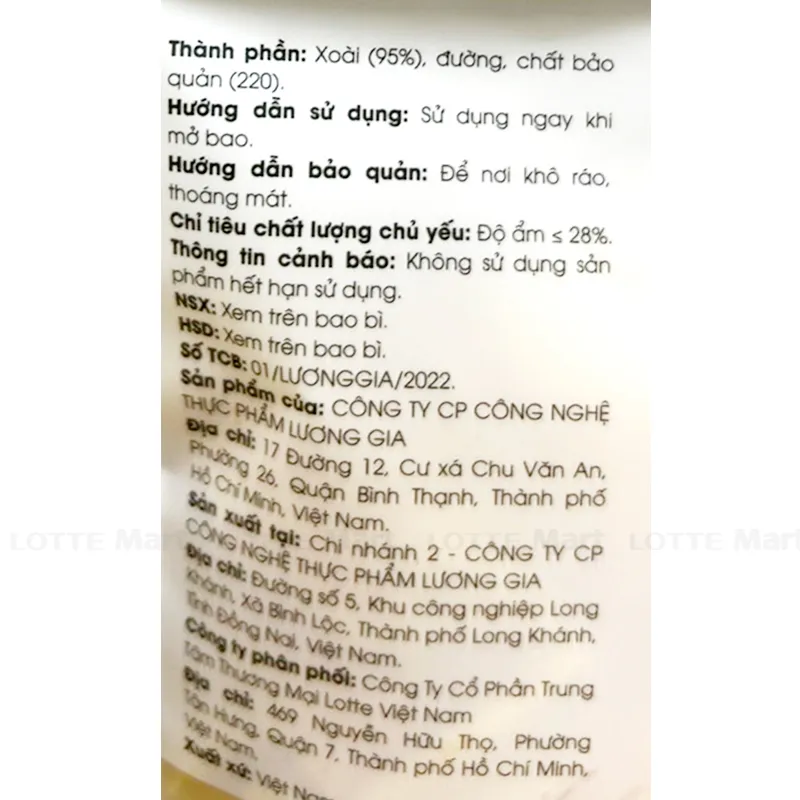 Thành phần: Xoài (95%), đường, chất bảo
quản (220).
Hướng dẫn sử dụng: Sử dụng ngay khi
mở bao.
Hướng dẫn bảo quản: Để nơi khô ráo,
thoáng mát.
Chỉ tiêu chất lượng chủ yếu: Độ ẩm ≤ 28%.
Thông tin cảnh báo: Không sử dụng sản
phẩm hết hạn sử dụng.
NSX: Xem trên bao bì.
HSD: Xem trên bao bì.
Số TCB: 01/LƯƠNGGIA/2022.
Sản phẩm của: CÔNG TY CP CÔNG NGHỆ
THỰC PHẨM LƯƠNG GIA
Địa chỉ: 17 Đường 12, Cư xá Chu Văn An,
Phường 26, Quận Bình Thạnh, Thành phố
Hồ Chí Minh, Việt Nam.
Sản xuất tại: Chi nhánh 2 - CÔNG TY CP
CÔNG NGHỆ THỰC PHẨM LƯƠNG GIA
Địa chỉ: Đường số 5, Khu công nghiệp Long
Khánh, Xã Bình Lộc, Thành phố Long Khánh,
Tỉnh Đồng Nai, Việt Nam.
Công ty phân phối: Công Ty Cổ Phần Trung
Tâm Thương Mại Lotte Việt Nam
Địa chỉ: 469 Nguyễn Hữu Thọ, Phường
Tân Hưng, Quận 7, Thành phố Hồ Chí Minh,
Việt Nam.
Xuất xứ: Việt Nam
LOTTE Mart LOTTE Mart LOTTE Mart LOTTE Mart